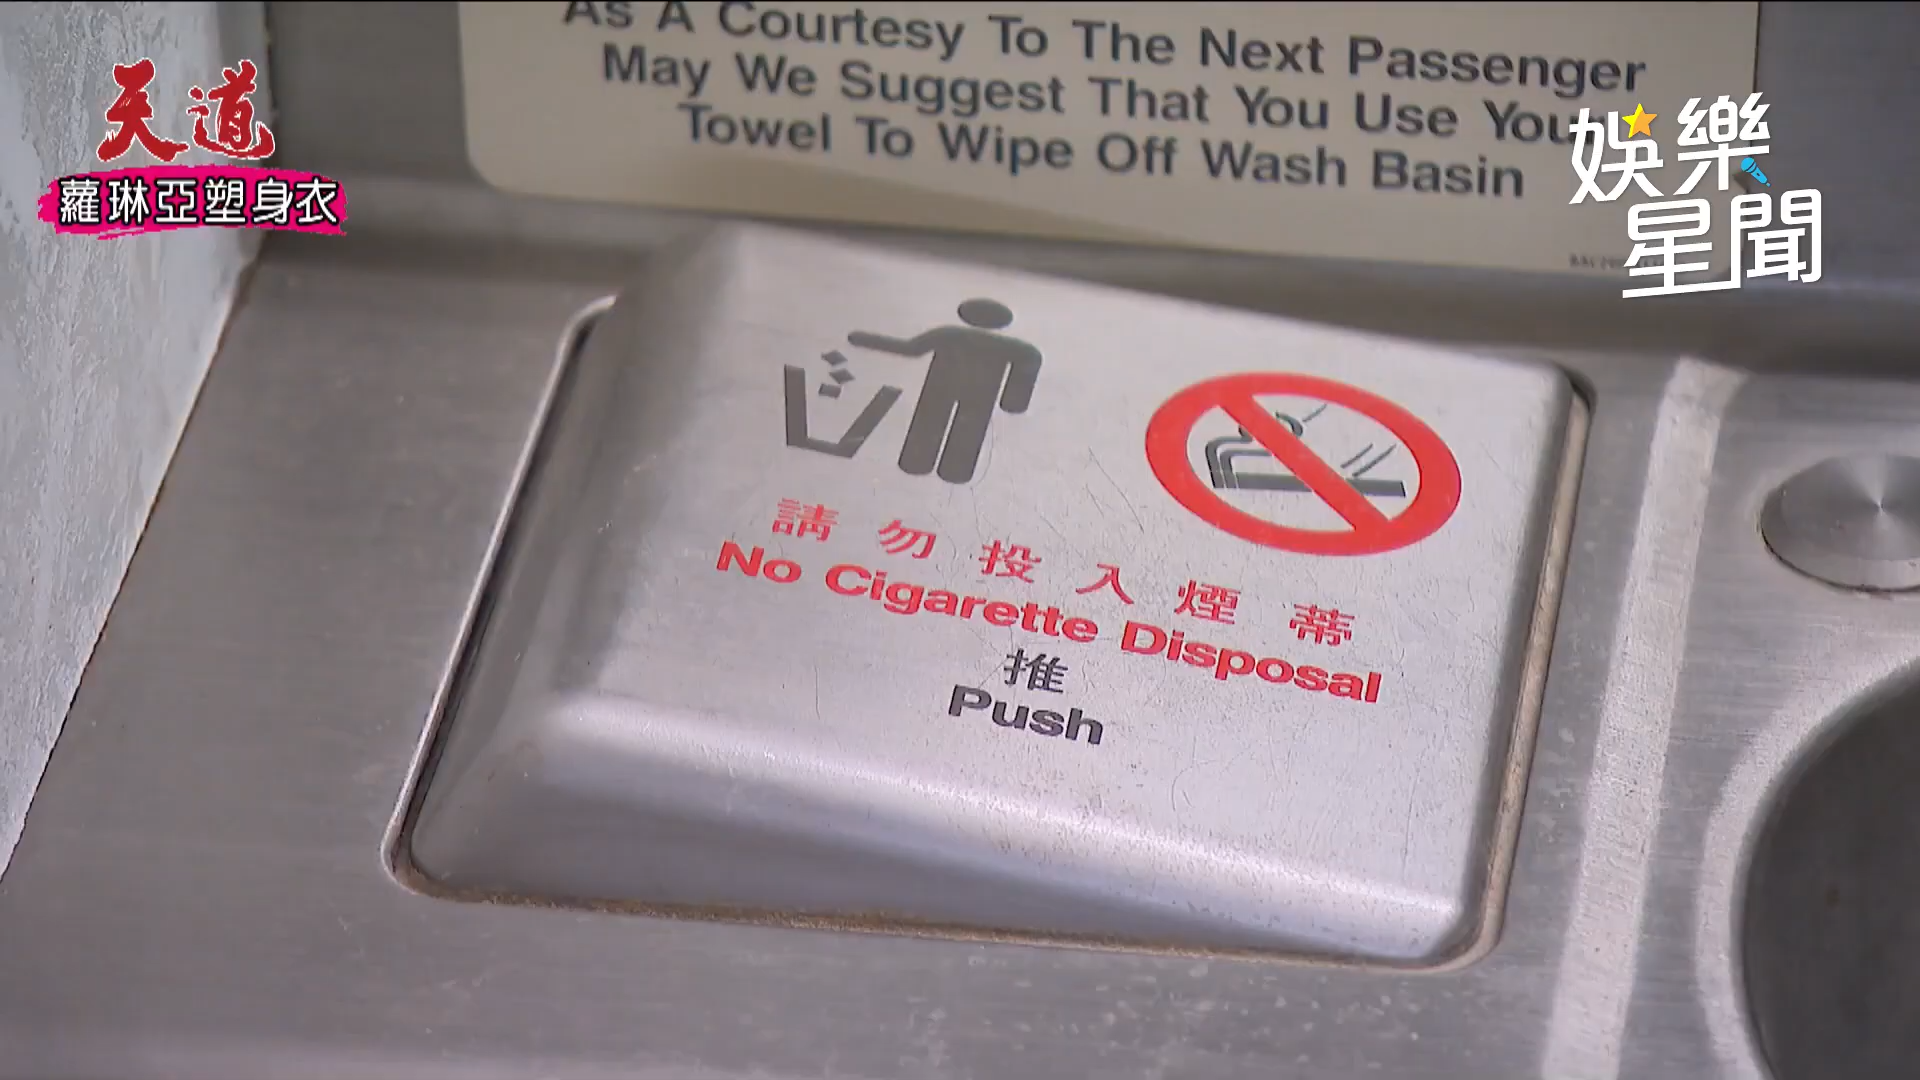 As A Courtesy To The Next Passenger
May We Suggest That You Use Your
Towel To Wipe Off Wash Basin
天道
蘿琳亞塑身衣
娛樂
星聞
請勿投入煙蒂
No Cigarette Disposal
推
Push